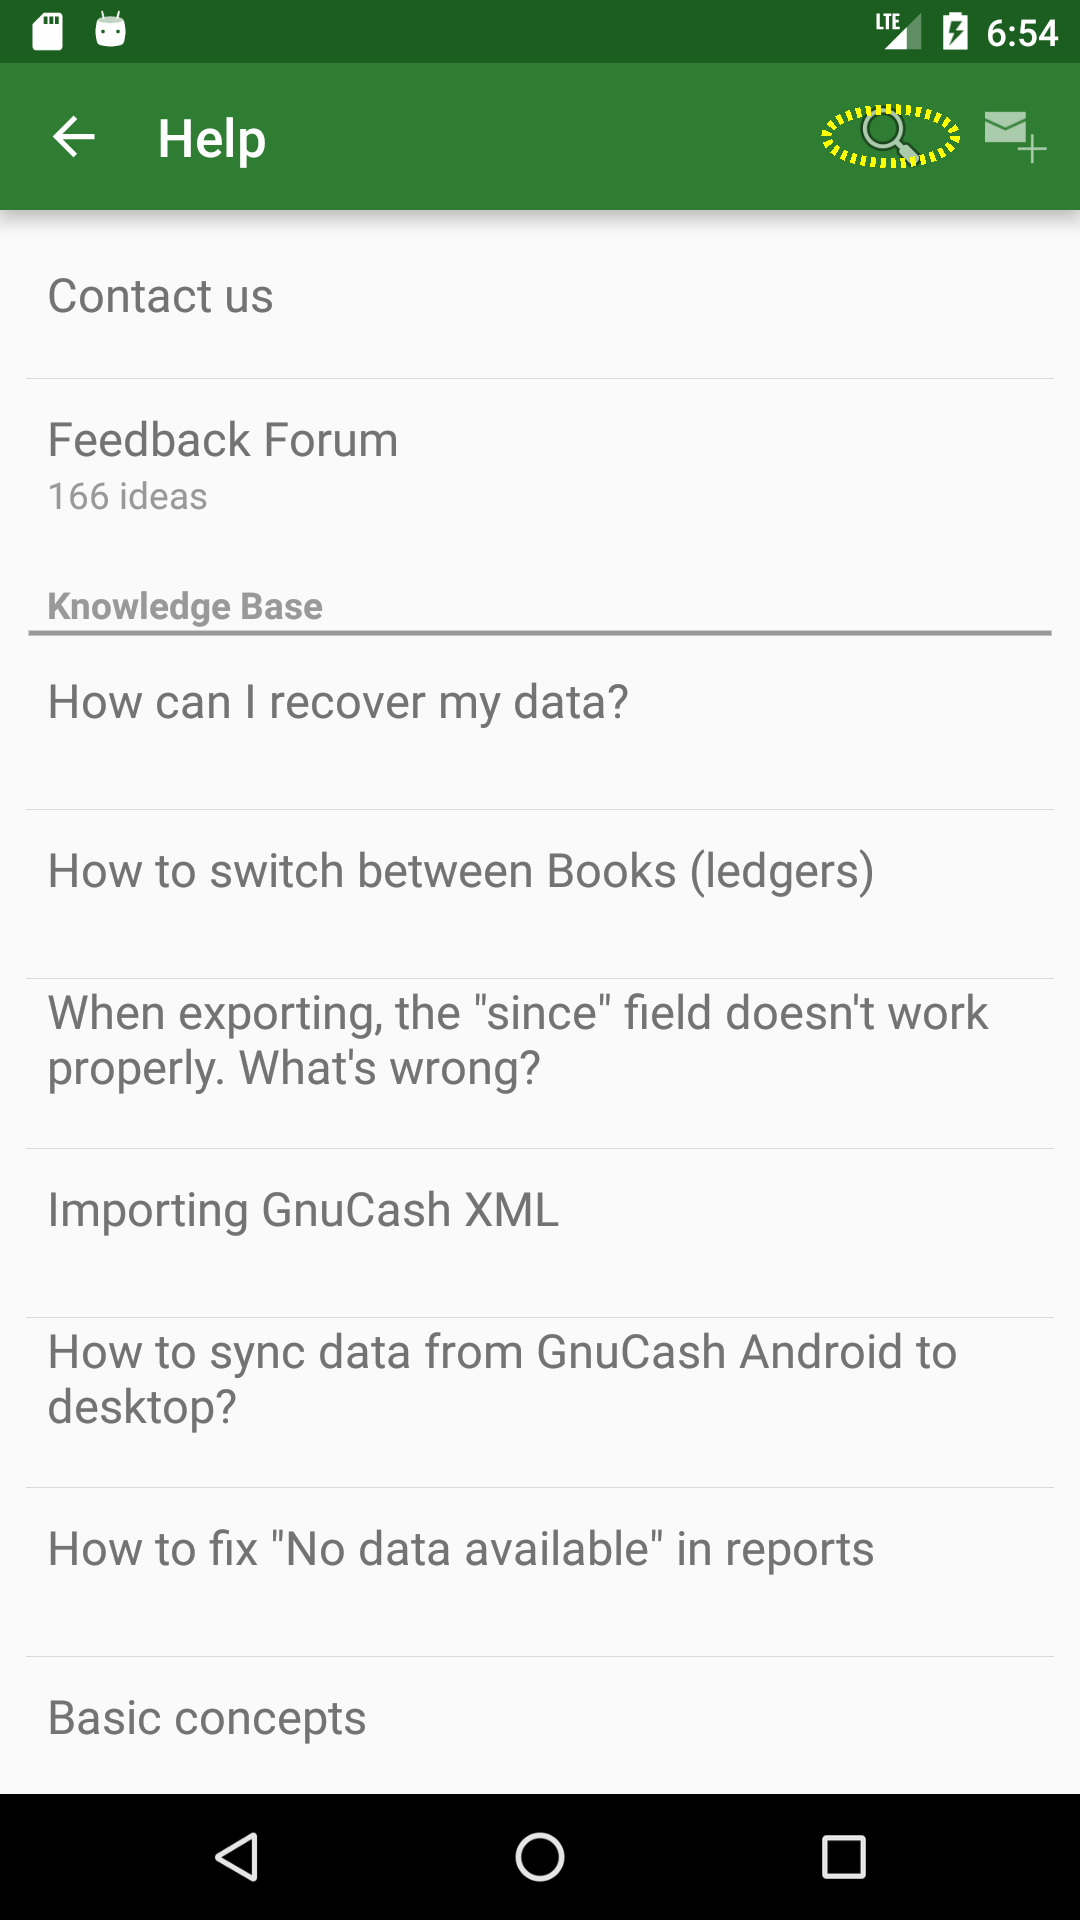 LTE 6:54
Help
Contact us
Feedback Forum
166 ideas
Knowledge Base
How can I recover my data?
How to switch between Books (ledgers)
When exporting, the "since" field doesn't work
properly. What's wrong?
Importing GnuCash XML
How to sync data from GnuCash Android to
desktop?
How to fix "No data available" in reports
Basic concepts